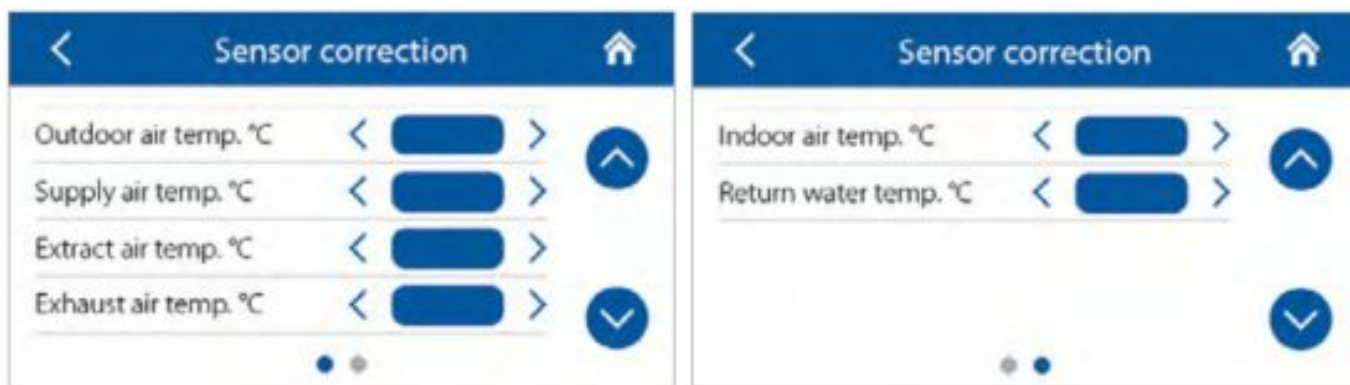 Sensor correction
Outdoor air temp. °C
Supply air temp. °C
Extract air temp. °C
Exhaust air temp. °C
Sensor correction
Indoor air temp. °C
Return water temp. °C